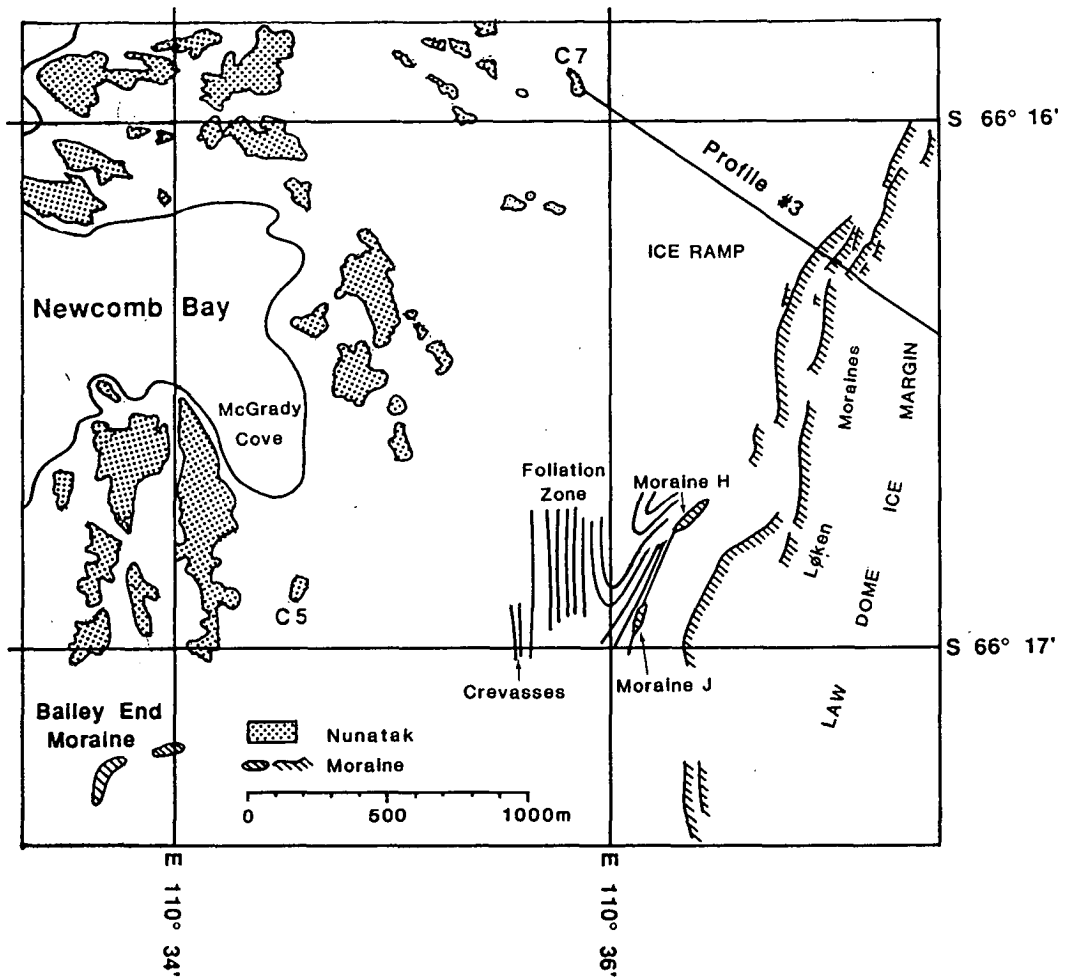 C7
S 66° 16'
Profile #3
ICE RAMP
Newcomb Bay
McGrady
Cove
Moraines
MARGIN
Foliation
Zone
Moraine H
ICE
Løken
DOME
C5
S 66° 17'
Crevasses
Moraine J
LAW
Bailey End
Moraine
Nunatak
Moraine
0 500 1000m
E 110° 34'
E 110° 36'